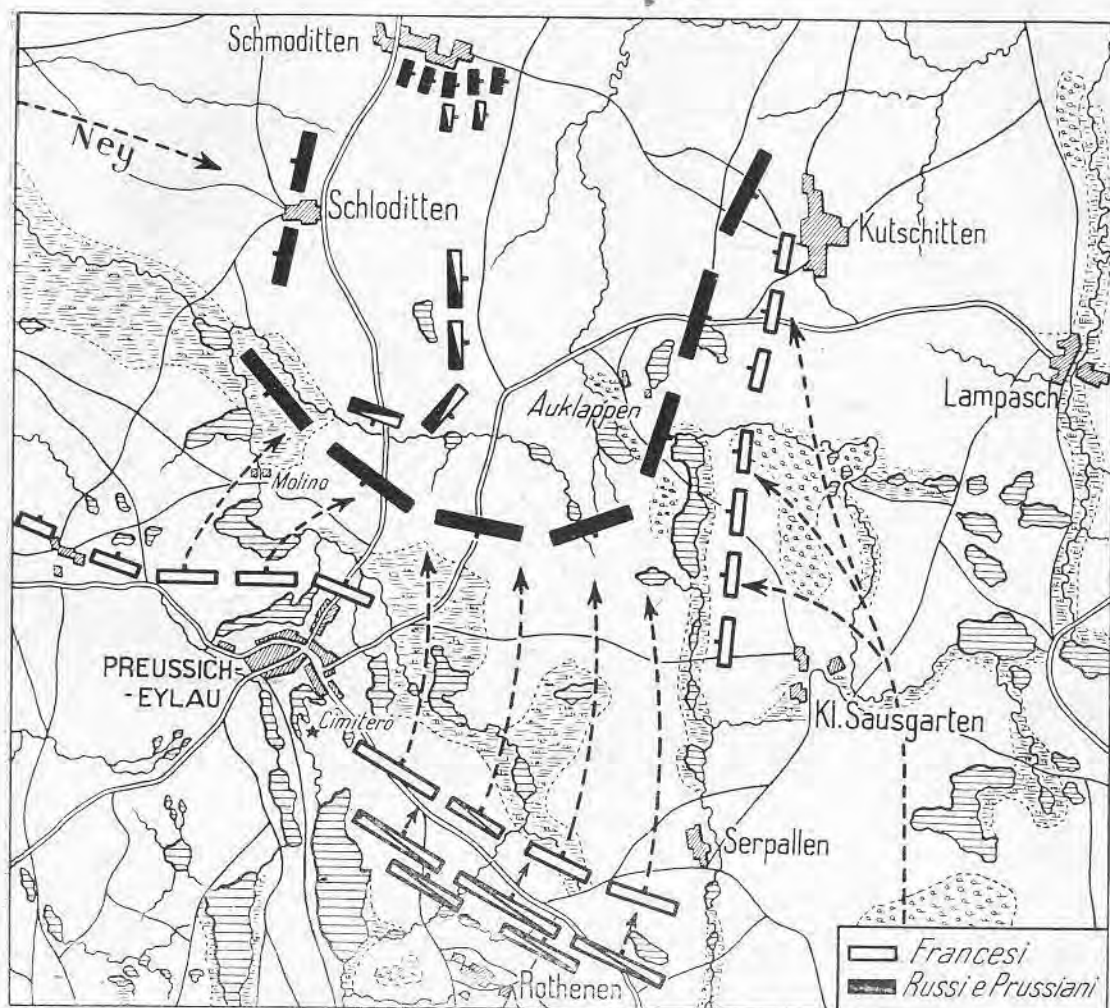 Schmoditten
Ney
Schloditten
Kutschitten
Lampasch
Auklappen
Molino
PREUSSICH-
-EYLAU
Cimitero
Kl. Sausgarten
Serpallen
Rothenen
Francesi
Russi e Prussiani